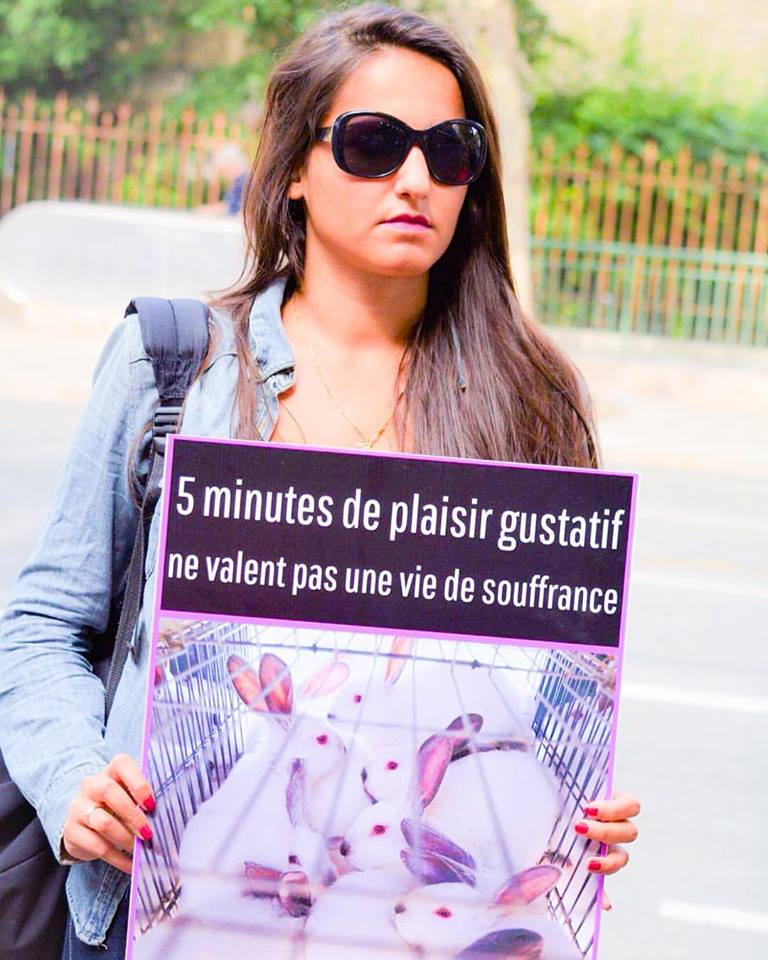 5 minutes de plaisir gustatif
ne valent pas une vie de souffrance